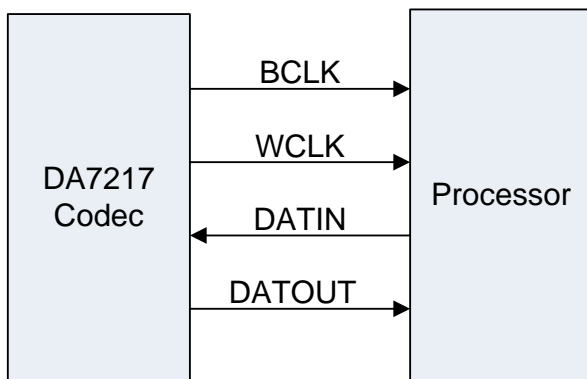 DA7217
Codec
BCLK
WCLK
DATIN
DATOUT
Processor